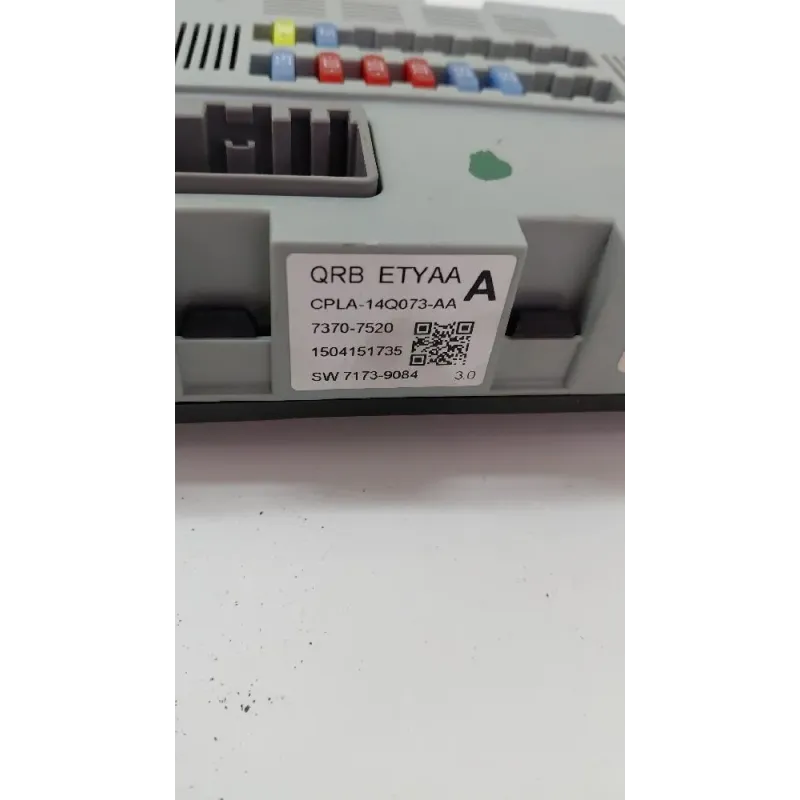 QRB ETYAA A
CPLA-14Q073-AA
7370-7520
1504151735
SW 7173-9084 3.0